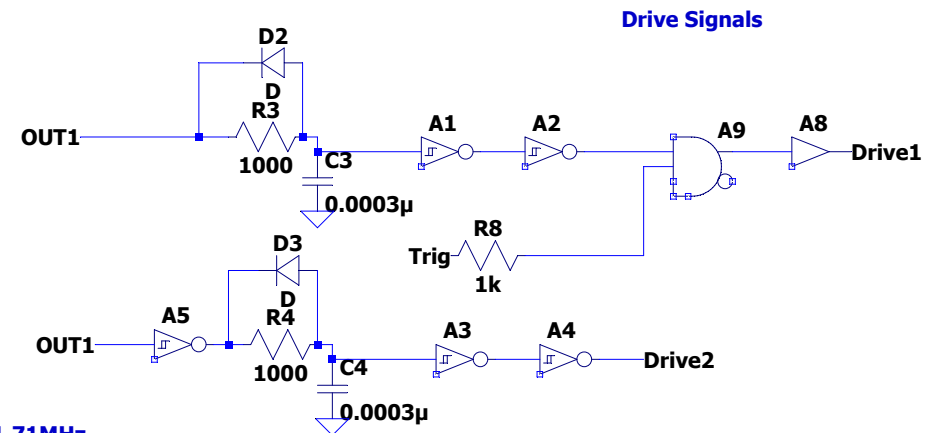 Drive Signals
D2
D
R3
OUT1
1000
C3
0.0003µ
A1
A2
A9
A8
Drive1
R8
Trig
1k
D3
D
A5
R4
OUT1
1000
C4
0.0003µ
A3
A4
Drive2
71MHz